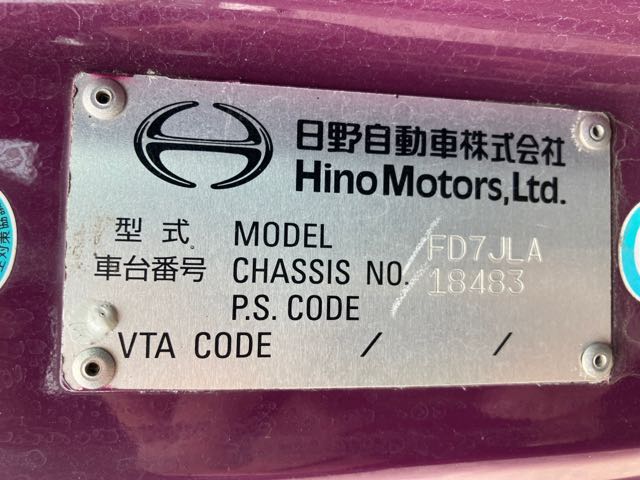 日野自動車株式会社
Hino Motors, Ltd.
型式 MODEL FD7JLA
車台番号 CHASSIS NO. 18483
P.S. CODE
VTA CODE / /